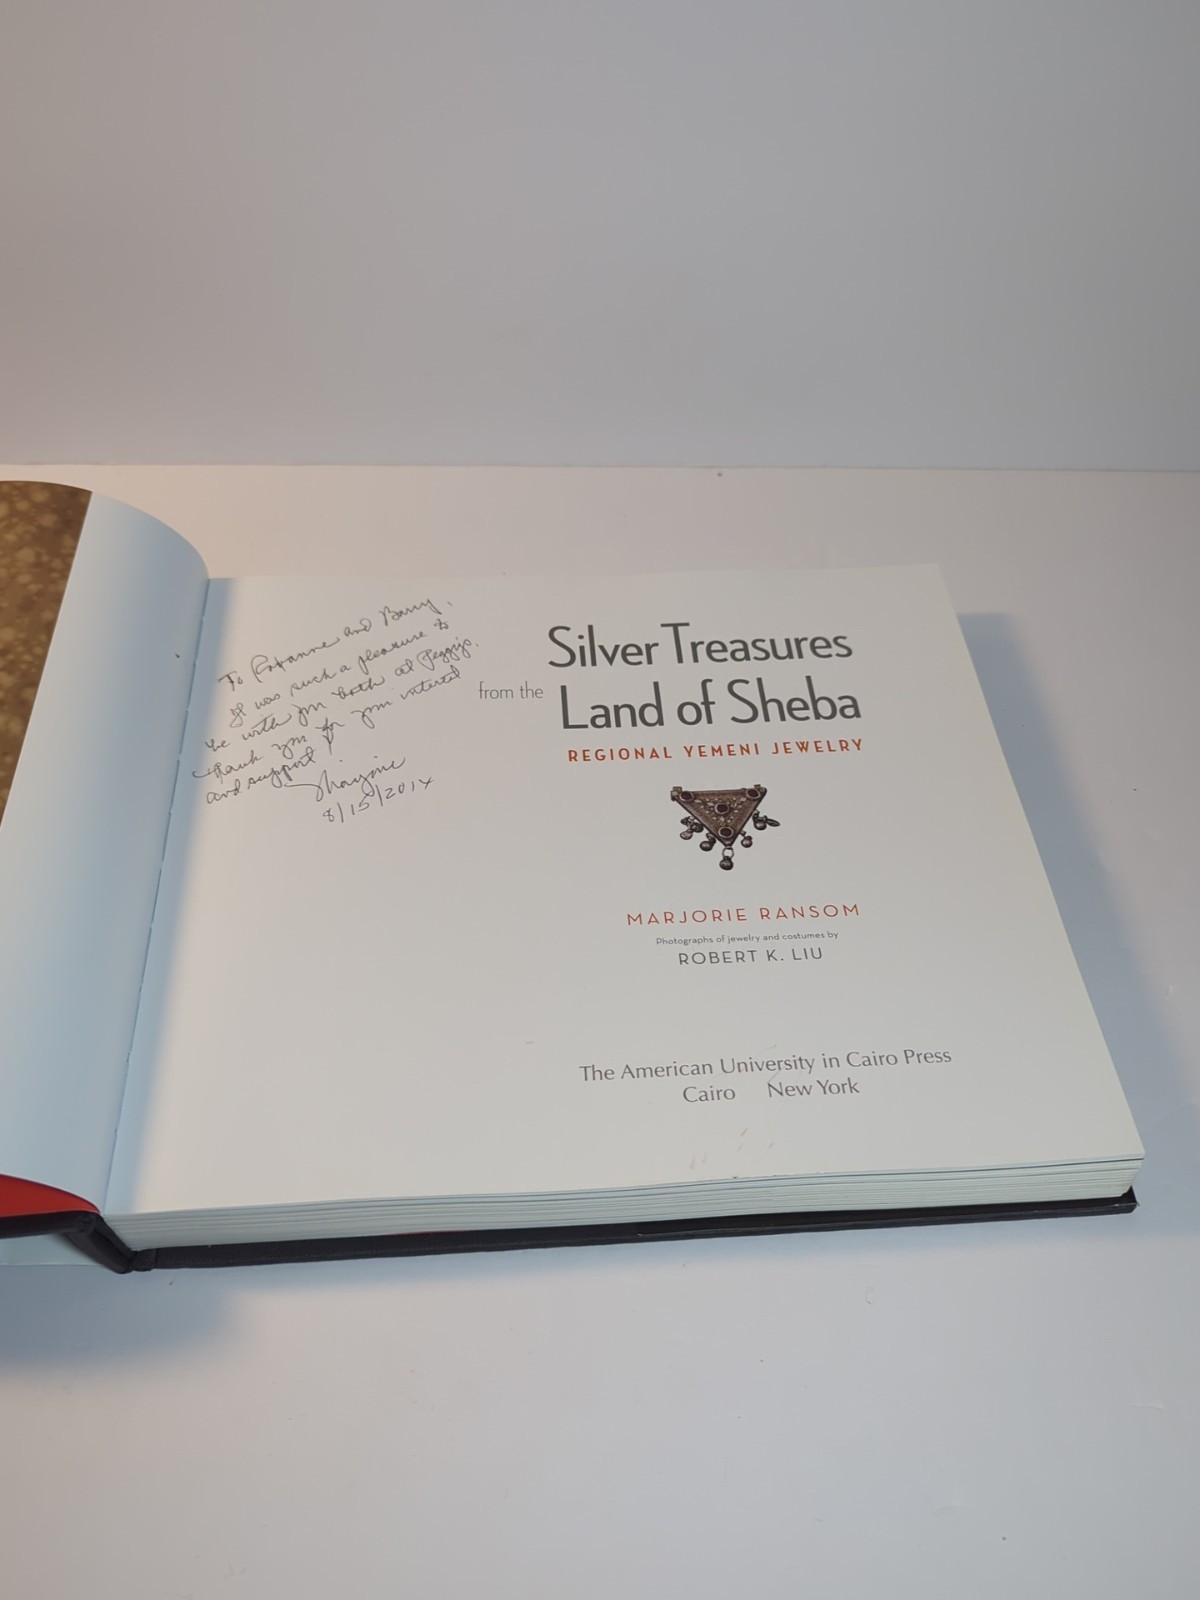 To Roxanne and Barry,
It was such a pleasure to
be with you both at Peggy's.
Thank you for your interest
and support!
Marjorie
8/15/2014
Silver Treasures
from the Land of Sheba
REGIONAL YEMENI JEWELRY
MARJORIE RANSOM
Photographs of jewelry and costumes by
ROBERT K. LIU
The American University in Cairo Press
Cairo New York